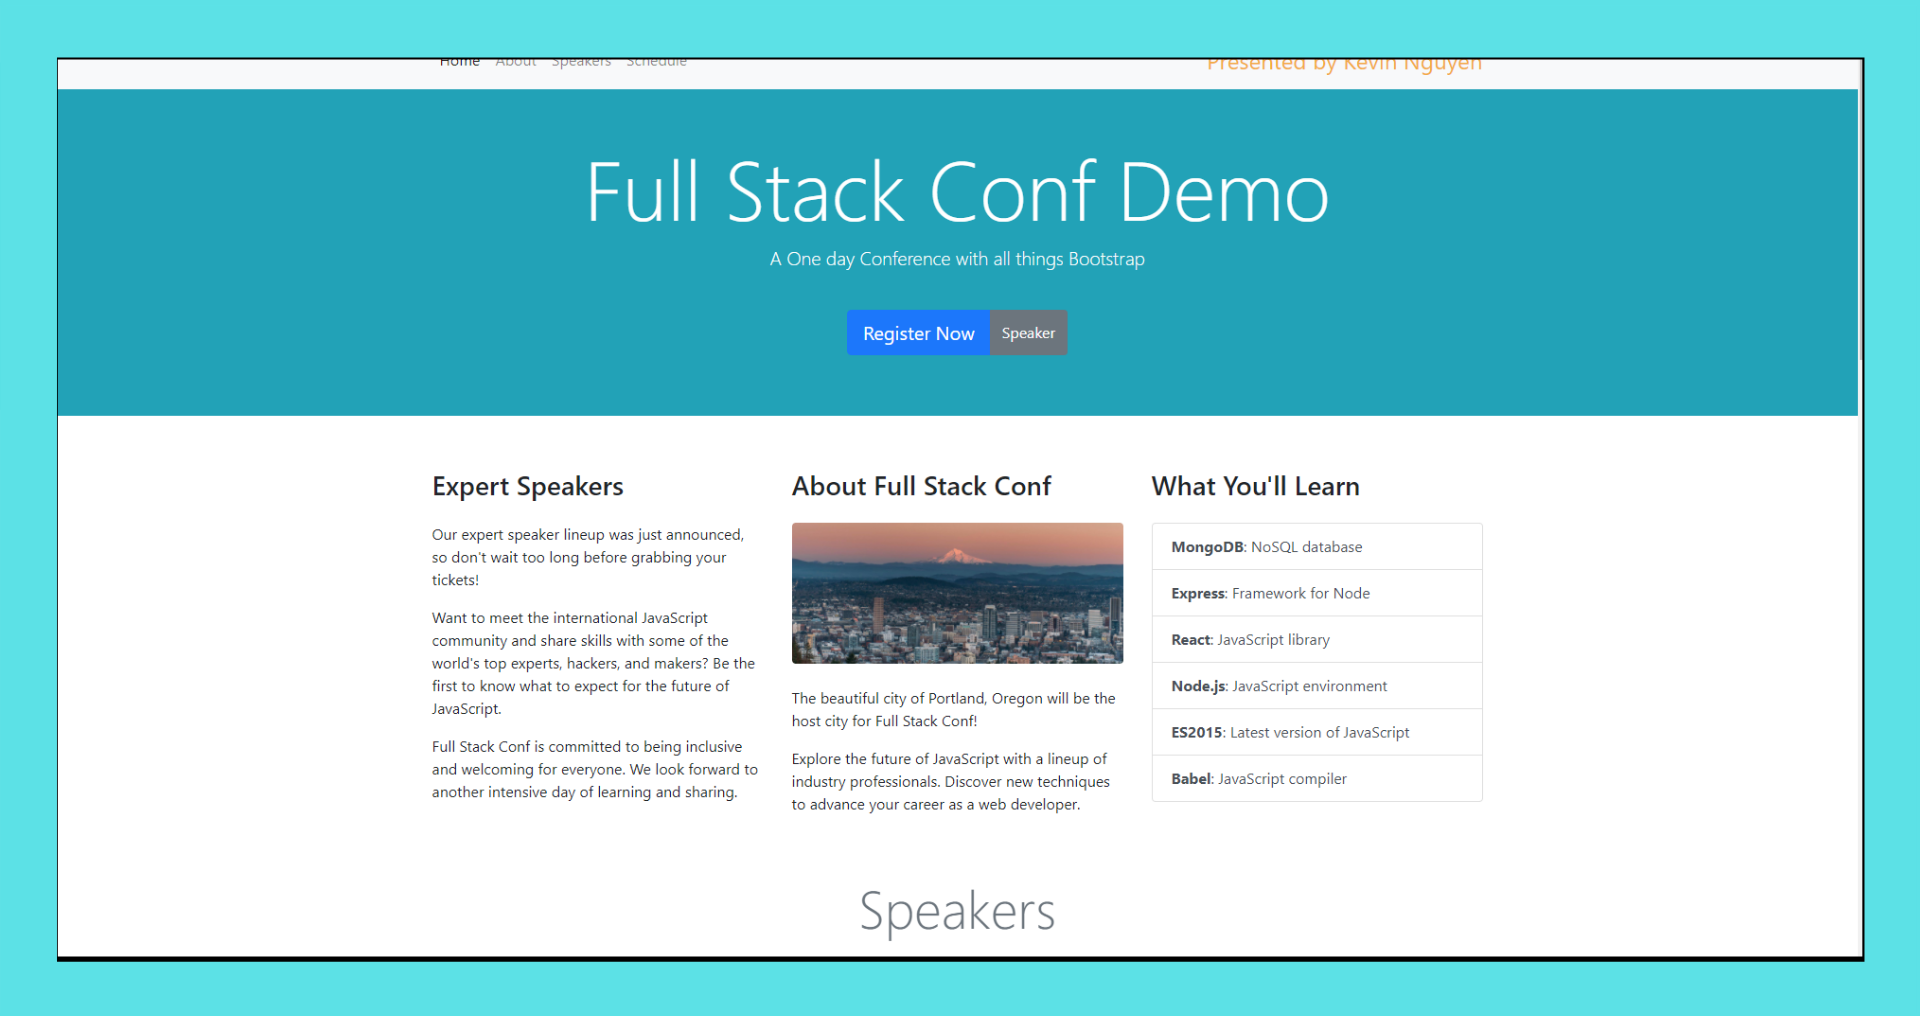 Home About Speakers Schedule
Presented by Kevin Nguyen
Full Stack Conf Demo
A One day Conference with all things Bootstrap
Register Now Speaker
Expert Speakers
Our expert speaker lineup was just announced,
so don't wait too long before grabbing your
tickets!
Want to meet the international JavaScript
community and share skills with some of the
world's top experts, hackers, and makers? Be the
first to know what to expect for the future of
JavaScript.
Full Stack Conf is committed to being inclusive
and welcoming for everyone. We look forward to
another intensive day of learning and sharing.
About Full Stack Conf
The beautiful city of Portland, Oregon will be the
host city for Full Stack Conf!
Explore the future of JavaScript with a lineup of
industry professionals. Discover new techniques
to advance your career as a web developer.
What You'll Learn
MongoDB: NoSQL database
Express: Framework for Node
React: JavaScript library
Node.js: JavaScript environment
ES2015: Latest version of JavaScript
Babel: JavaScript compiler
Speakers